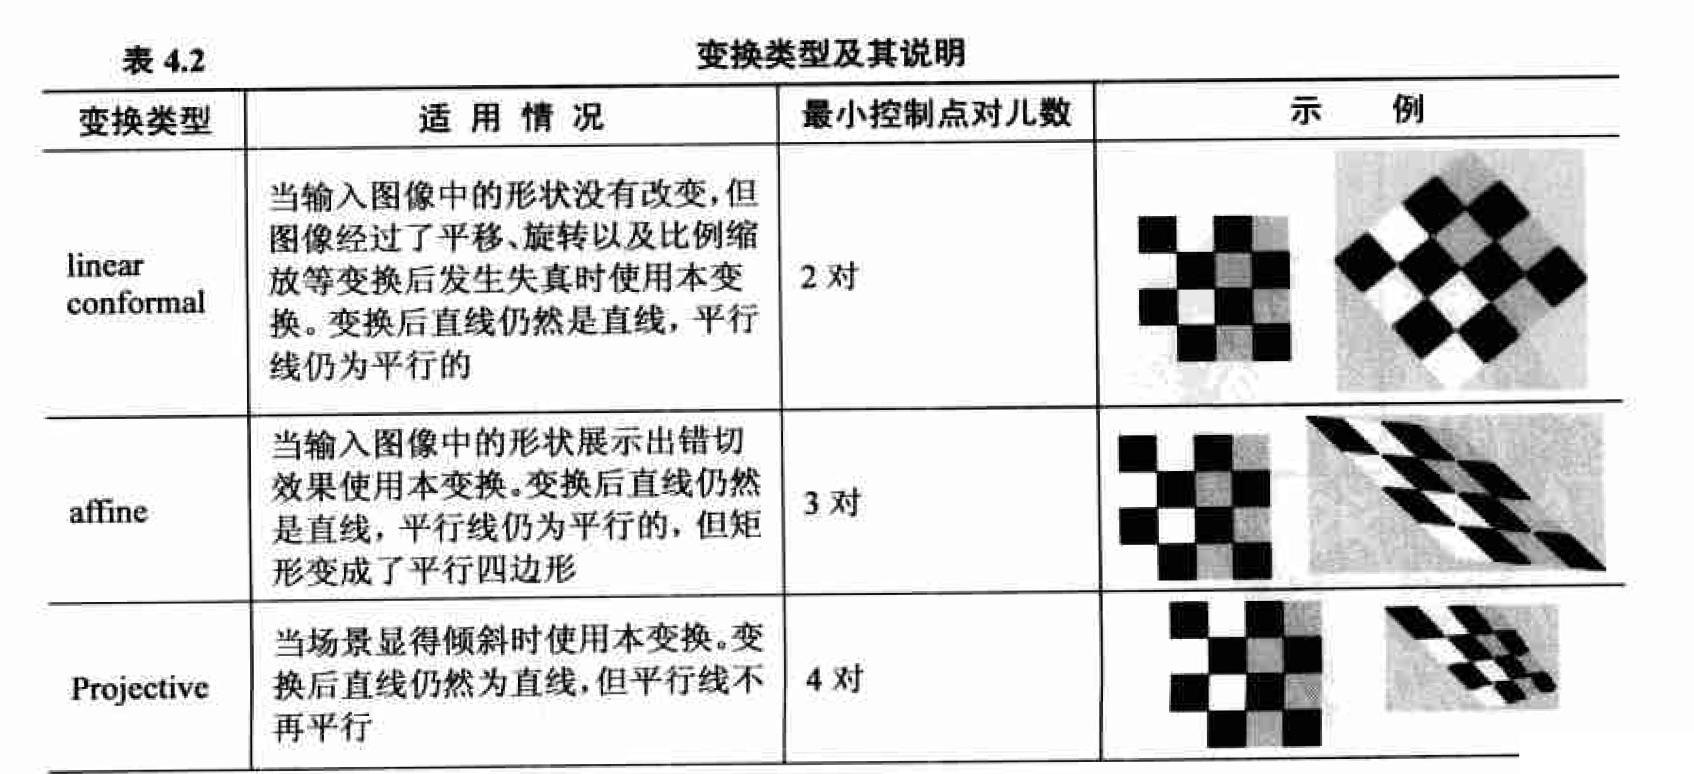 表 4.2
变换类型及其说明
变换类型
适用情况
最小控制点对儿数
示例
linear
conformal
当输入图像中的形状没有改变，但
图像经过了平移、旋转以及比例缩
放等变换后发生失真时使用本变
换。变换后直线仍然是直线，平行
线仍为平行的
2 对
affine
当输入图像中的形状展示出错切
效果使用本变换。变换后直线仍然
是直线，平行线仍为平行的，但矩
形变成了平行四边形
3 对
Projective
当场景显得倾斜时使用本变换。变
换后直线仍然为直线，但平行线不
再平行
4 对